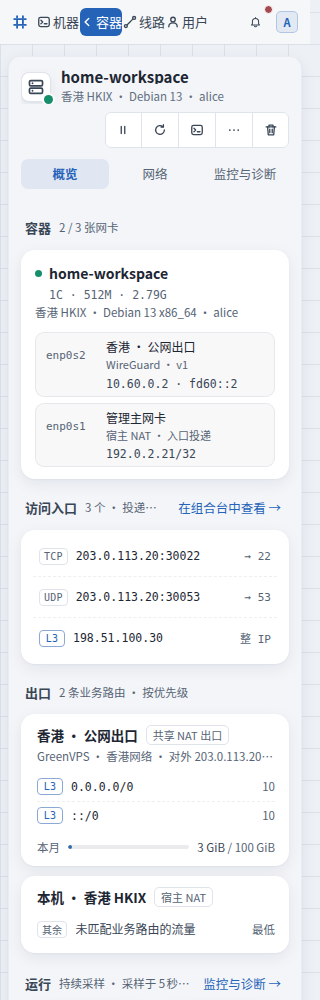 机器 容器 线路 用户 A
home-workspace
香港 HKIX • Debian 13 • alice
概览 网络 监控与诊断
容器 2 / 3 张网卡
home-workspace
1C · 512M · 2.79G
香港 HKIX • Debian 13 x86_64 • alice
enp0s2
香港 • 公网出口
WireGuard • v1
10.60.0.2 · fd60::2
enp0s1
管理主网卡
宿主 NAT • 入口投递
192.0.2.21/32
访问入口 3 个 • 投递… 在组合台中查看 →
TCP 203.0.113.20:30022 → 22
UDP 203.0.113.20:30053 → 53
L3 198.51.100.30 整 IP
出口 2 条业务路由 • 按优先级
香港 • 公网出口 共享 NAT 出口
GreenVPS • 香港网络 • 对外 203.0.113.20…
L3 0.0.0.0/0 10
L3 ::/0 10
本月 3 GiB / 100 GiB
本机 • 香港 HKIX 宿主 NAT
其余 未匹配业务路由的流量 最低
运行 持续采样 • 采样于 5 秒… 监控与诊断 →